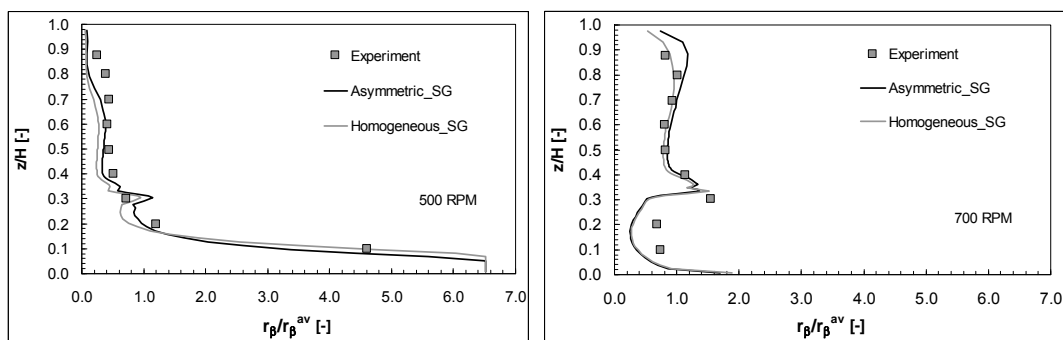 1.0
0.9
0.8
0.7
0.6
0.5
0.4
0.3
0.2
0.1
0.0
z/H [-]
Experiment
Asymmetric_SG
Homogeneous_SG
500 RPM
0.0 1.0 2.0 3.0 4.0 5.0 6.0 7.0
rβ/rβ^av [-]
1.0
0.9
0.8
0.7
0.6
0.5
0.4
0.3
0.2
0.1
0.0
z/H [-]
Experiment
Asymmetric_SG
Homogeneous_SG
700 RPM
0.0 1.0 2.0 3.0 4.0 5.0 6.0 7.0
rβ/rβ^av [-]